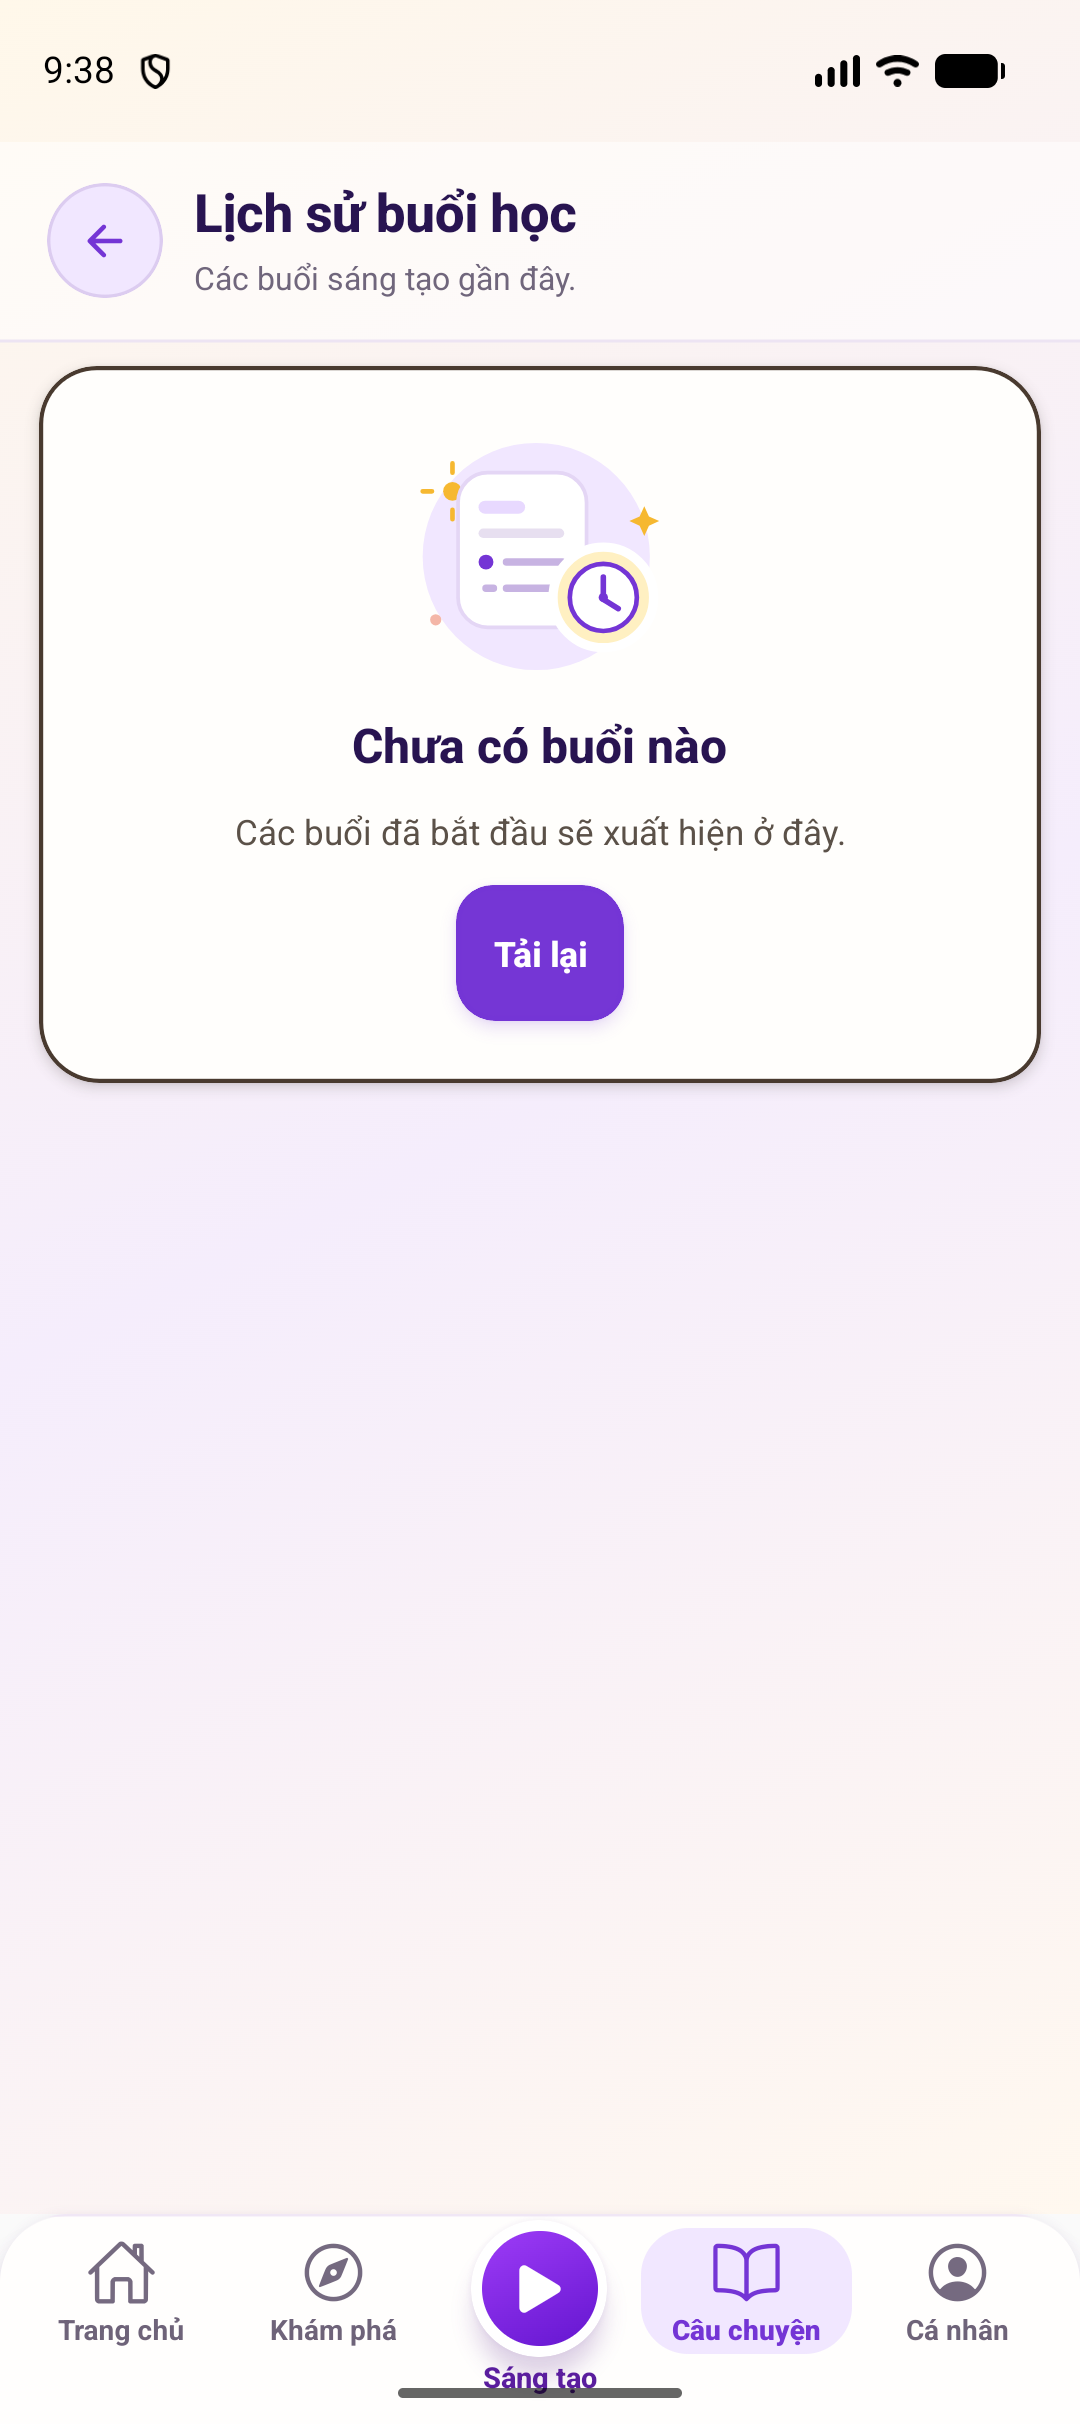 9:38
Lịch sử buổi học
Các buổi sáng tạo gần đây.
Chưa có buổi nào
Các buổi đã bắt đầu sẽ xuất hiện ở đây.
Tải lại
Trang chủ
Khám phá
Sáng tạo
Câu chuyện
Cá nhân